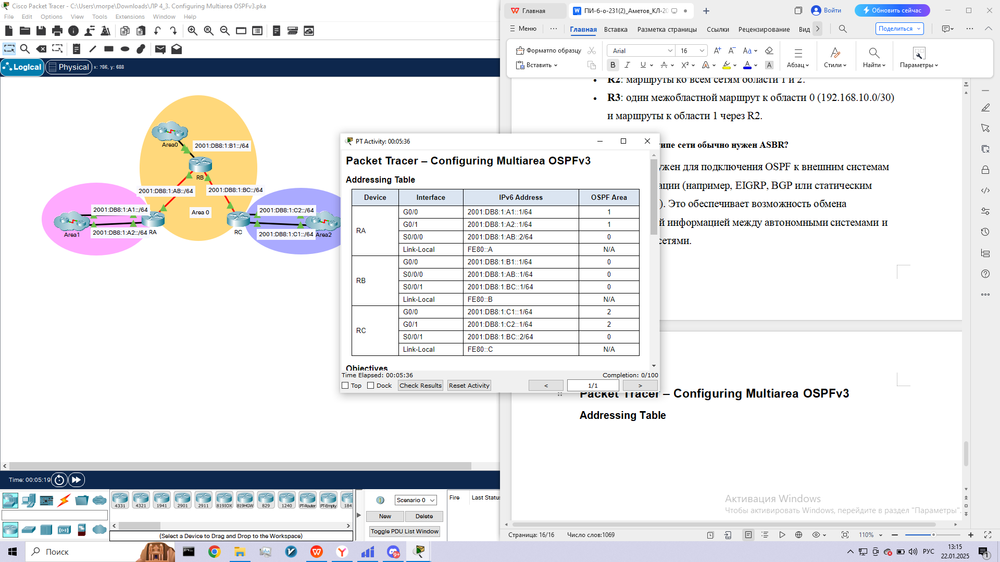 Cisco Packet Tracer - C:\Users\morpe\Downloads\ЛР 4_3. Configuring Multiarea OSPFv3.pka
File Edit Options View Tools Extensions Window Help
Logical Physical x: 786, y: 688
Area0
2001:DB8:1:B1::/64
RB
2001:DB8:1:AB::/64
2001:DB8:1:BC::/64
2001:DB8:1:A1::/64
Area 0
2001:DB8:1:C2::/64
Area1
2001:DB8:1:A2::/64
RA
RC
2001:DB8:1:C1::/64
Area2
Time: 00:05:19
4331 4321 1941 2901 2911 819IOX 819HGW 829 1240 PT-Router PT-Empty 184
(Select a Device to Drag and Drop to the Workspace)
Scenario 0
New Delete
Toggle PDU List Window
Fire Last Status
PT Activity: 00:05:36
Packet Tracer – Configuring Multiarea OSPFv3
Addressing Table
Device Interface IPv6 Address OSPF Area
RA
G0/0 2001:DB8:1:A1::1/64 1
G0/1 2001:DB8:1:A2::1/64 1
S0/0/0 2001:DB8:1:AB::2/64 0
Link-Local FE80::A N/A
RB
G0/0 2001:DB8:1:B1::1/64 0
S0/0/0 2001:DB8:1:AB::1/64 0
S0/0/1 2001:DB8:1:BC::1/64 0
Link-Local FE80::B N/A
RC
G0/0 2001:DB8:1:C1::1/64 2
G0/1 2001:DB8:1:C2::1/64 2
S0/0/1 2001:DB8:1:BC::2/64 0
Link-Local FE80::C N/A
Objectives
Time Elapsed: 00:05:36 Completion: 0/100
Top Dock Check Results Reset Activity < 1/1 >
Главная ПИ-б-о-231(2)_Аметов_КЛ-20 Войти Обновить сейчас
Меню Главная Вставка Разметка страницы Ссылки Рецензирование Вид Поделиться
Формат по образцу Arial 16
Вставить Абзац Стили Найти Параметры
R2: маршруты ко всем сетям области 1 и 2.
R3: один межобластной маршрут к области 0 (192.168.10.0/30)
и маршруты к области 1 через R2.
типе сети обычно нужен ASBR?
ужен для подключения OSPF к внешним системам
ации (например, EIGRP, BGP или статическим
). Это обеспечивает возможность обмена
й информацией между автономными системами и
сетями.
Packet Tracer – Configuring Multiarea OSPFv3
Addressing Table
Активация Windows
Чтобы активировать Windows, перейдите в раздел "Параметры".
Страница: 16/16 Число слов:1069 110%
Поиск
9+
РУС
13:15
22.01.2025
1